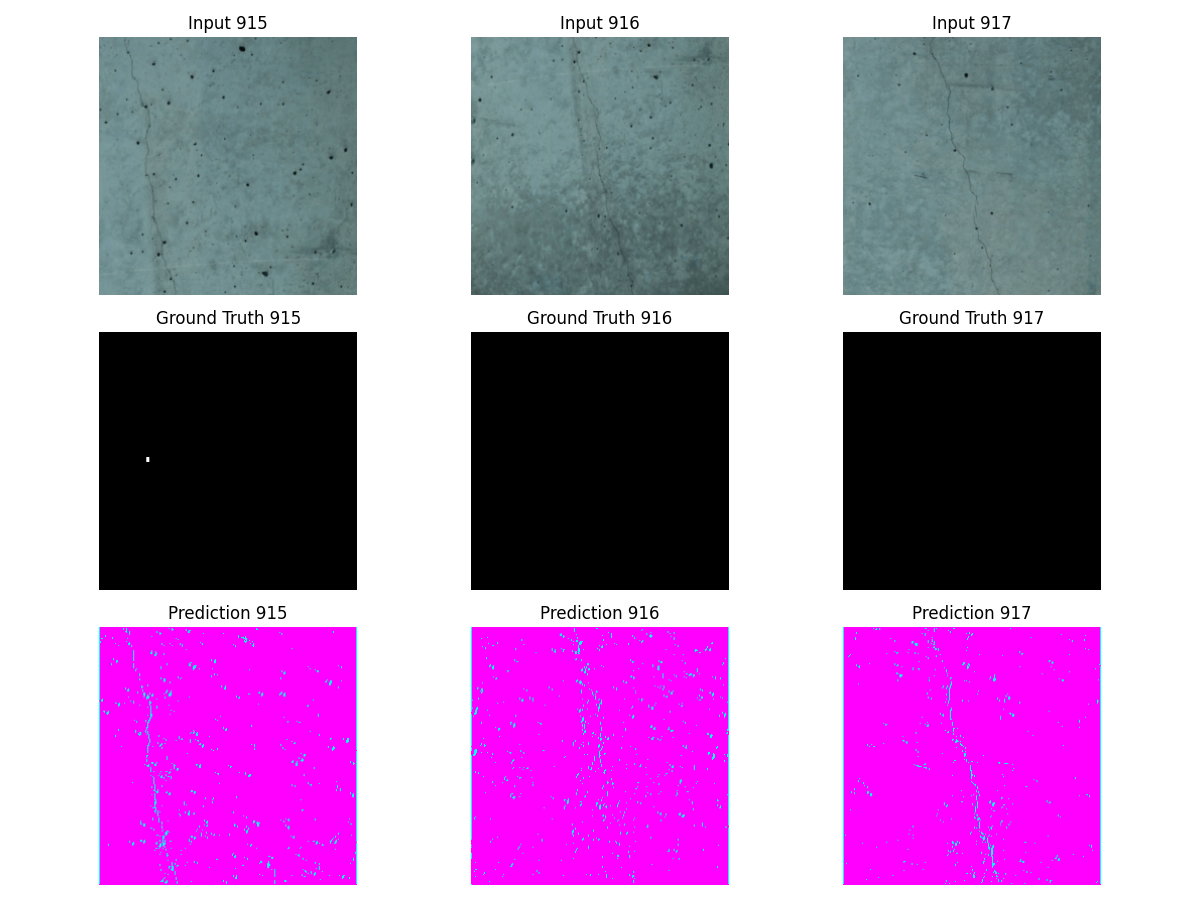 Input 915
Input 916
Input 917
Ground Truth 915
Ground Truth 916
Ground Truth 917
Prediction 915
Prediction 916
Prediction 917